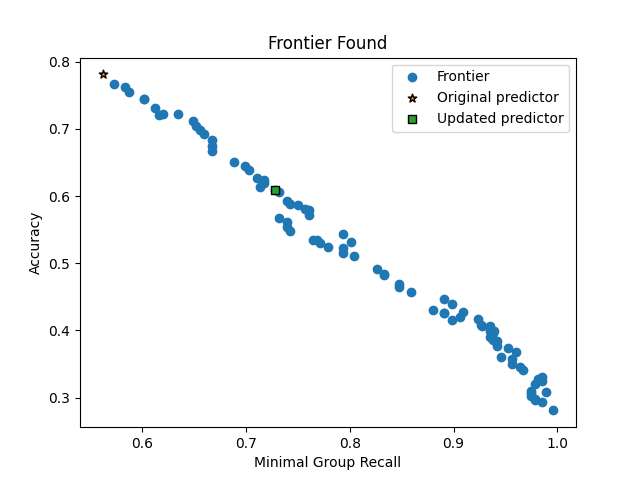 Frontier Found
Frontier
Original predictor
Updated predictor
Accuracy
0.8
0.7
0.6
0.5
0.4
0.3
0.6 0.7 0.8 0.9 1.0
Minimal Group Recall